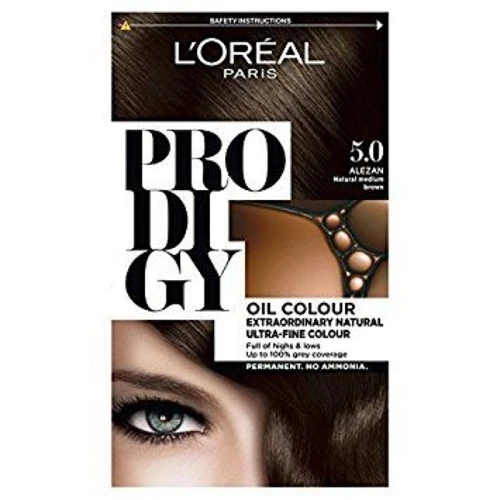 SAFETY INSTRUCTIONS
L'ORÉAL
PARIS
PRO
DI
GY
5.0
ALEZAN
Natural medium
brown
OIL COLOUR
EXTRAORDINARY NATURAL
ULTRA-FINE COLOUR
Full of highs & lows
Up to 100% grey coverage
PERMANENT. NO AMMONIA.